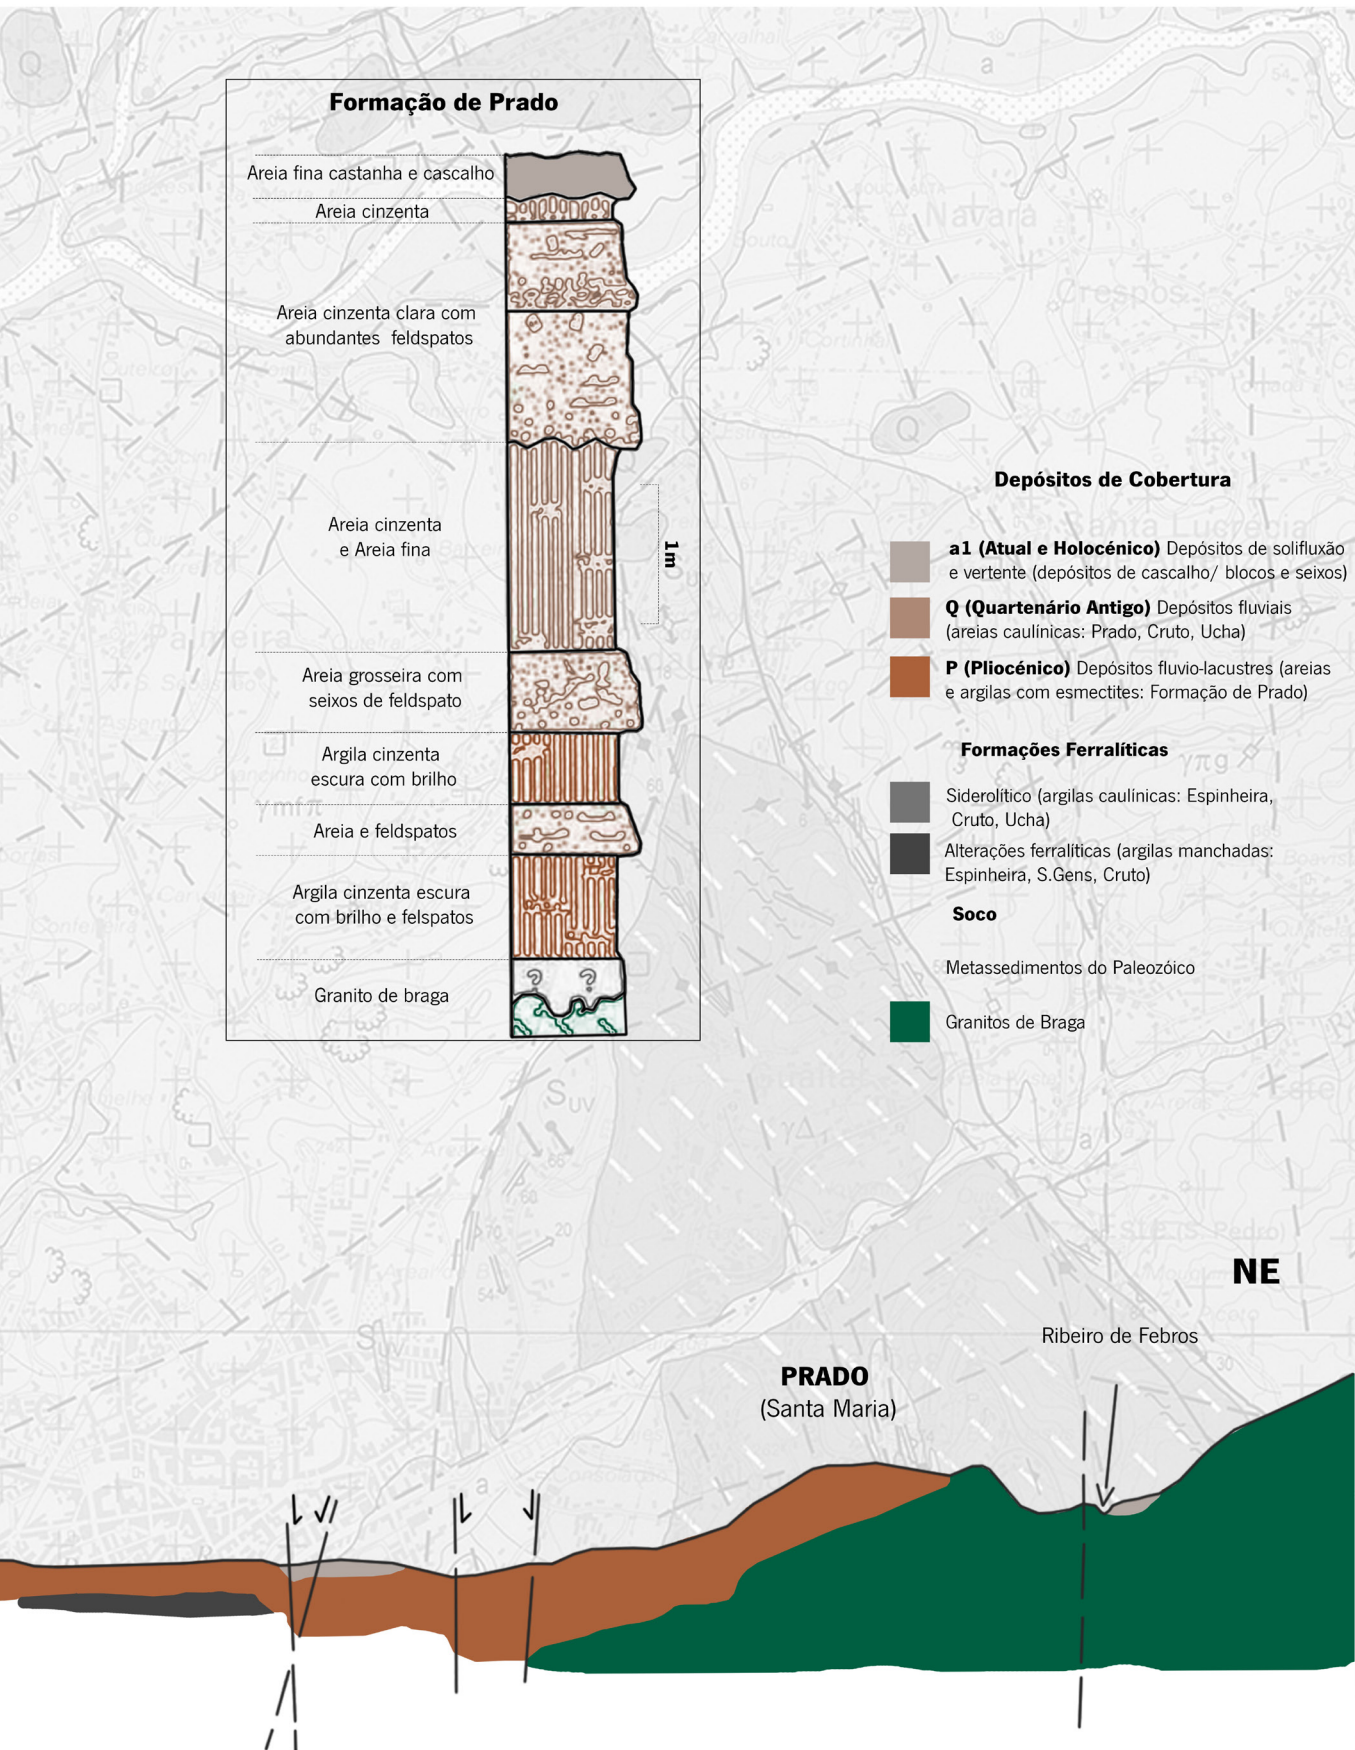 Formação de Prado
Areia fina castanha e cascalho
Areia cinzenta
Areia cinzenta clara com
abundantes feldspatos
Areia cinzenta
e Areia fina
1m
Areia grosseira com
seixos de feldspato
Argila cinzenta
escura com brilho
Areia e feldspatos
Argila cinzenta escura
com brilho e felspatos
Granito de braga
? ?
Depósitos de Cobertura
a1 (Atual e Holocénico) Depósitos de solifluxão
e vertente (depósitos de cascalho/ blocos e seixos)
Q (Quartenário Antigo) Depósitos fluviais
(areias caulínicas: Prado, Cruto, Ucha)
P (Pliocénico) Depósitos fluvio-lacustres (areias
e argilas com esmectites: Formação de Prado)
Formações Ferralíticas
Siderolítico (argilas caulínicas: Espinheira,
Cruto, Ucha)
Alterações ferralíticas (argilas manchadas:
Espinheira, S.Gens, Cruto)
Soco
Metassedimentos do Paleozóico
Granitos de Braga
NE
Ribeiro de Febros
PRADO
(Santa Maria)
Q
a
Q
γπg
γmfπ
SUV
a
20
a